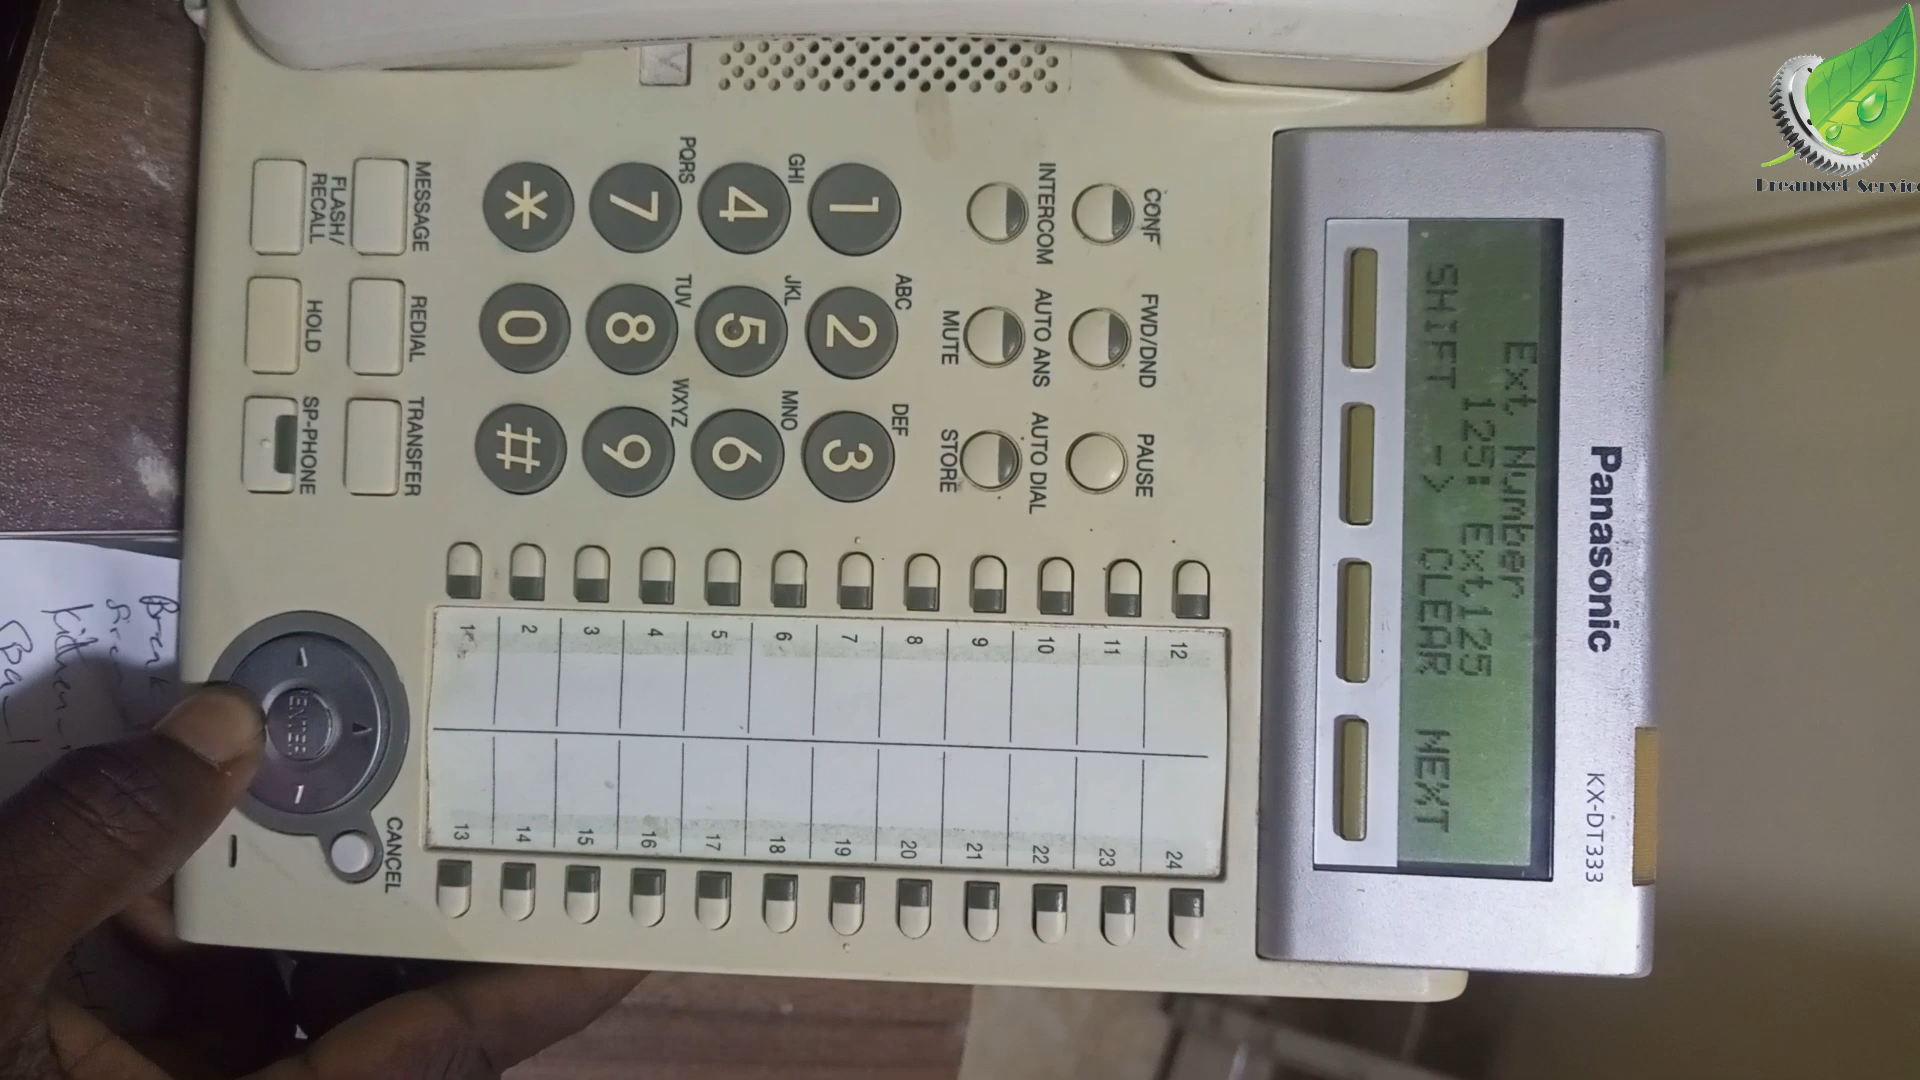 Dreamset Service
Panasonic
KX-DT333
Ext. Number
125: Ext125
SHIFT -> CLEAR NEXT
CONF
FWD/DND
PAUSE
INTERCOM
AUTO ANS
MUTE
AUTO DIAL
STORE
1
ABC
2
DEF
3
GHI
4
JKL
5
MNO
6
PQRS
7
TUV
8
WXYZ
9
*
0
#
MESSAGE
REDIAL
TRANSFER
FLASH/
RECALL
HOLD
SP-PHONE
12 24
11 23
10 22
9 21
8 20
7 19
6 18
5 17
4 16
3 15
2 14
1 13
CANCEL
ENTER
Kitchen